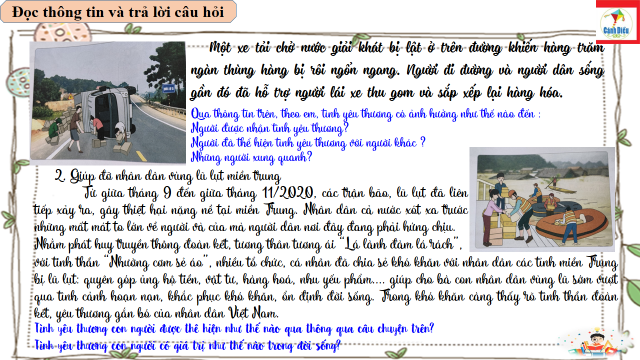 Đọc thông tin và trả lời câu hỏi
Cánh Diều
Một xe tải chở nước giải khát bị lật ở trên đường khiến hàng trăm
ngàn thùng hàng bị rơi ngổn ngang. Người đi đường và người dân sống
gần đó đã hỗ trợ người lái xe thu gom và sắp xếp lại hàng hóa.
Qua thông tin trên, theo em, tình yêu thương có ảnh hưởng như thế nào đến :
Người được nhân tình yêu thương?
Người đã thể hiện tình yêu thương với người khác ?
Những người xung quanh?
2. Giúp đỡ nhân dân vùng lũ lụt miền trung
Từ giữa tháng 9 đến giữa tháng 11/2020, các trận bão, lũ lụt đã liên
tiếp xảy ra, gây thiệt hại nặng nề tại miền Trung. Nhân dân cả nước xót xa trước
những mất mát to lớn về người và của mà người dân nơi đây đang phải hứng chịu.
Nhằm phát huy truyền thống đoàn kết, tương thân tương ái "Lá lành đùm lá rách",
với tinh thần "Nhường cơm sẻ áo", nhiều tổ chức, cá nhân đã chia sẻ khó khăn với nhân dân các tỉnh miền Trung
bị lũ lụt: quyên góp ủng hộ tiền, vật tư, hàng hoá, nhu yếu phẩm.... giúp cho bà con nhân dân vùng lũ sớm vượt
qua tình cảnh hoạn nạn, khắc phục khó khăn, ổn định đời sống. Trong khó khăn càng thấy rõ tinh thần đoàn
kết, yêu thương gắn bó của nhân dân Việt Nam.
Tình yêu thương con người được thể hiện như thế nào qua thông qua câu chuyện trên?
Tình yêu thương con người có giá trị như thế nào trong đời sống?